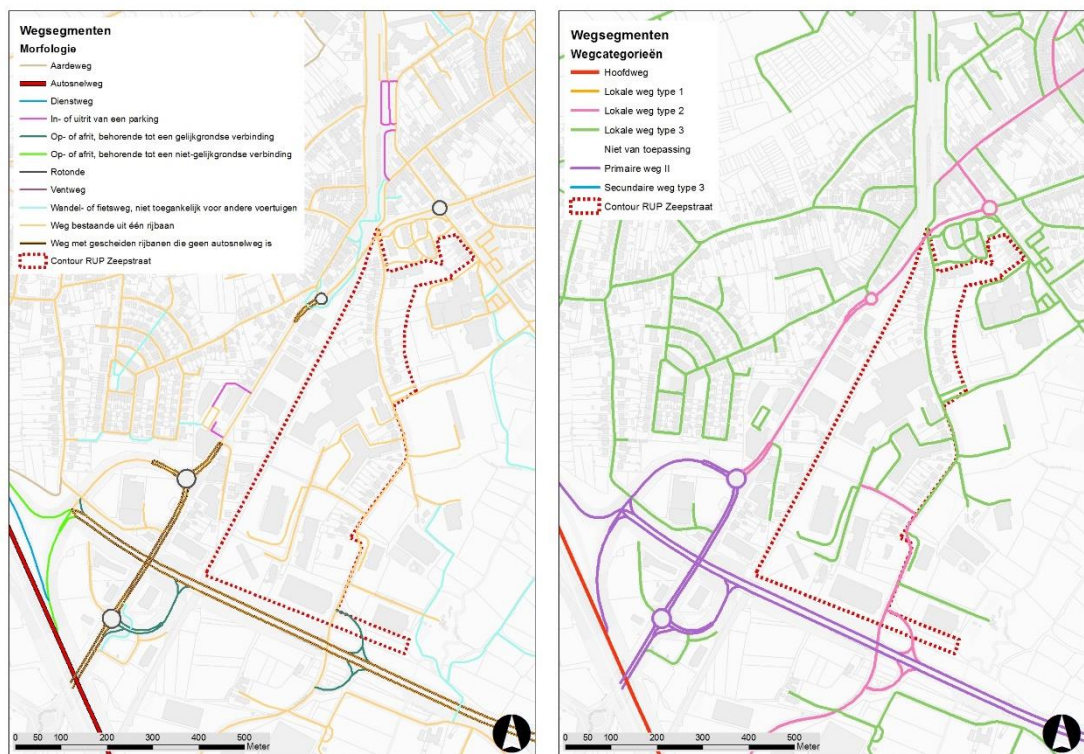 Wegsegmenten
Morfologie
Aardeweg
Autosnelweg
Dienstweg
In- of uitrit van een parking
Op- of afrit, behorende tot een gelijkgrondse verbinding
Op- of afrit, behorende tot een niet-gelijkgrondse verbinding
Rotonde
Ventweg
Wandel- of fietsweg, niet toegankelijk voor andere voertuigen
Weg bestaande uit één rijbaan
Weg met gescheiden rijbanen die geen autosnelweg is
Contour RUP Zeepstraat
0 50 100 200 300 400 500
Meter
Wegsegmenten
Wegcategorieën
Hoofdweg
Lokale weg type 1
Lokale weg type 2
Lokale weg type 3
Niet van toepassing
Primaire weg II
Secundaire weg type 3
Contour RUP Zeepstraat
0 50 100 200 300 400 500
Meter